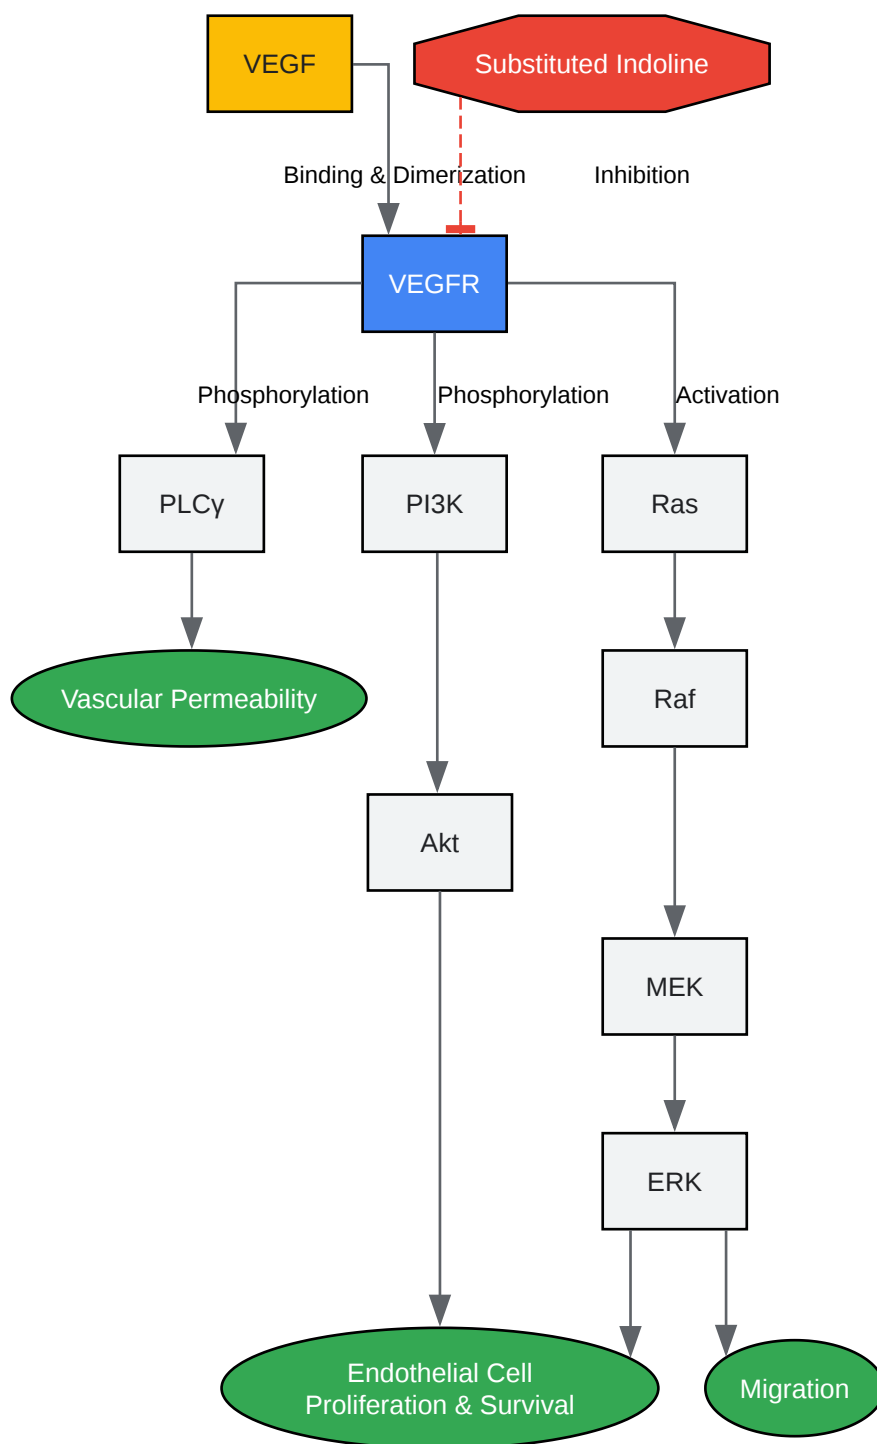 VEGF
Substituted Indoline
Binding & Dimerization
Inhibition
VEGFR
Phosphorylation
Phosphorylation
Activation
PLCγ
PI3K
Ras
Vascular Permeability
Raf
Akt
MEK
ERK
Endothelial Cell
Proliferation & Survival
Migration